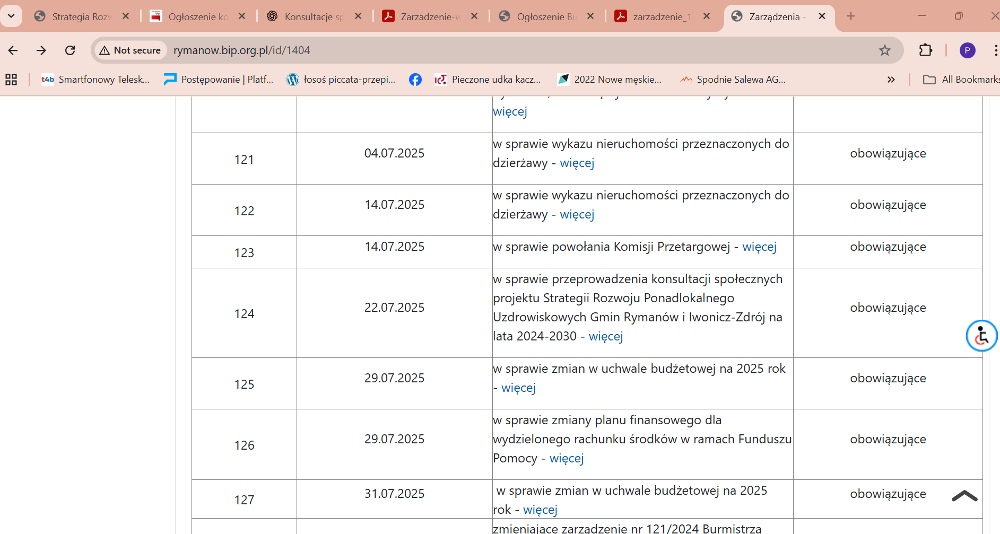 Strategia Rozw
Ogłoszenie ko
Konsultacje sp
Zarzadzenie-w
Ogłoszenie Bu
zarzadzenie_1
Zarządzenia -
Not secure
rymanow.bip.org.pl/id/1404
P
t4b Smartfonowy Telesk...
Postępowanie | Platf...
łosoś piccata-przepi...
Pieczone udka kacz...
2022 Nowe męskie...
Spodnie Salewa AG...
All Bookmarks
więcej
121 04.07.2025 w sprawie wykazu nieruchomości przeznaczonych do obowiązujące
dzierżawy - więcej
122 14.07.2025 w sprawie wykazu nieruchomości przeznaczonych do obowiązujące
dzierżawy - więcej
123 14.07.2025 w sprawie powołania Komisji Przetargowej - więcej obowiązujące
124 22.07.2025 w sprawie przeprowadzenia konsultacji społecznych obowiązujące
projektu Strategii Rozwoju Ponadlokalnego
Uzdrowiskowych Gmin Rymanów i Iwonicz-Zdrój na
lata 2024-2030 - więcej
125 29.07.2025 w sprawie zmian w uchwale budżetowej na 2025 rok obowiązujące
- więcej
126 29.07.2025 w sprawie zmiany planu finansowego dla obowiązujące
wydzielonego rachunku środków w ramach Funduszu
Pomocy - więcej
127 31.07.2025 w sprawie zmian w uchwale budżetowej na 2025 obowiązujące
rok - więcej
zmieniające zarządzenie nr 121/2024 Burmistrza